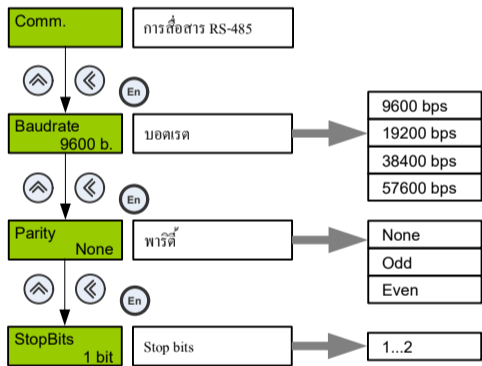 Comm.
การสื่อสาร RS-485
En
Baudrate
9600 b.
บอดเรต
9600 bps
19200 bps
38400 bps
57600 bps
En
Parity
None
พาริตี้
None
Odd
Even
En
StopBits
1 bit
Stop bits
1...2